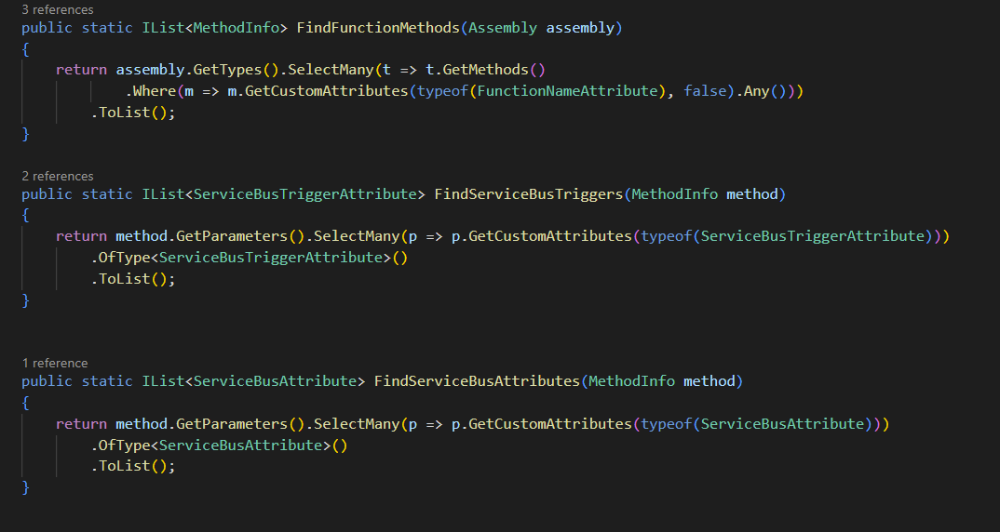 3 references
public static IList<MethodInfo> FindFunctionMethods(Assembly assembly)
{
return assembly.GetTypes().SelectMany(t => t.GetMethods()
.Where(m => m.GetCustomAttributes(typeof(FunctionNameAttribute), false).Any()))
.ToList();
}
2 references
public static IList<ServiceBusTriggerAttribute> FindServiceBusTriggers(MethodInfo method)
{
return method.GetParameters().SelectMany(p => p.GetCustomAttributes(typeof(ServiceBusTriggerAttribute)))
.OfType<ServiceBusTriggerAttribute>()
.ToList();
}
1 reference
public static IList<ServiceBusAttribute> FindServiceBusAttributes(MethodInfo method)
{
return method.GetParameters().SelectMany(p => p.GetCustomAttributes(typeof(ServiceBusAttribute)))
.OfType<ServiceBusAttribute>()
.ToList();
}